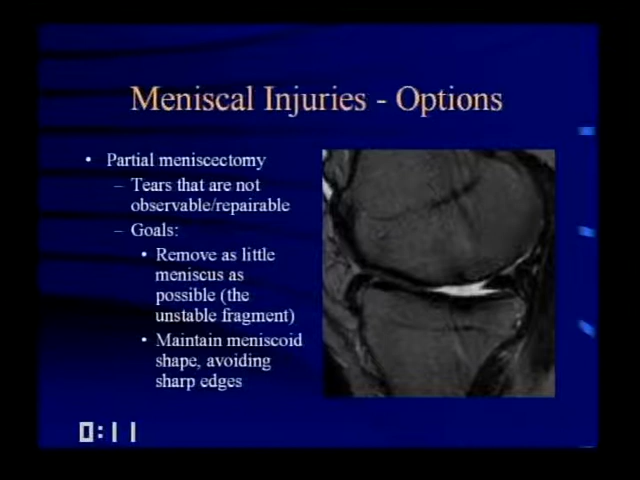 Meniscal Injuries - Options
• Partial meniscectomy
– Tears that are not
observable/repairable
– Goals:
• Remove as little
meniscus as
possible (the
unstable fragment)
• Maintain meniscoid
shape, avoiding
sharp edges
0:11